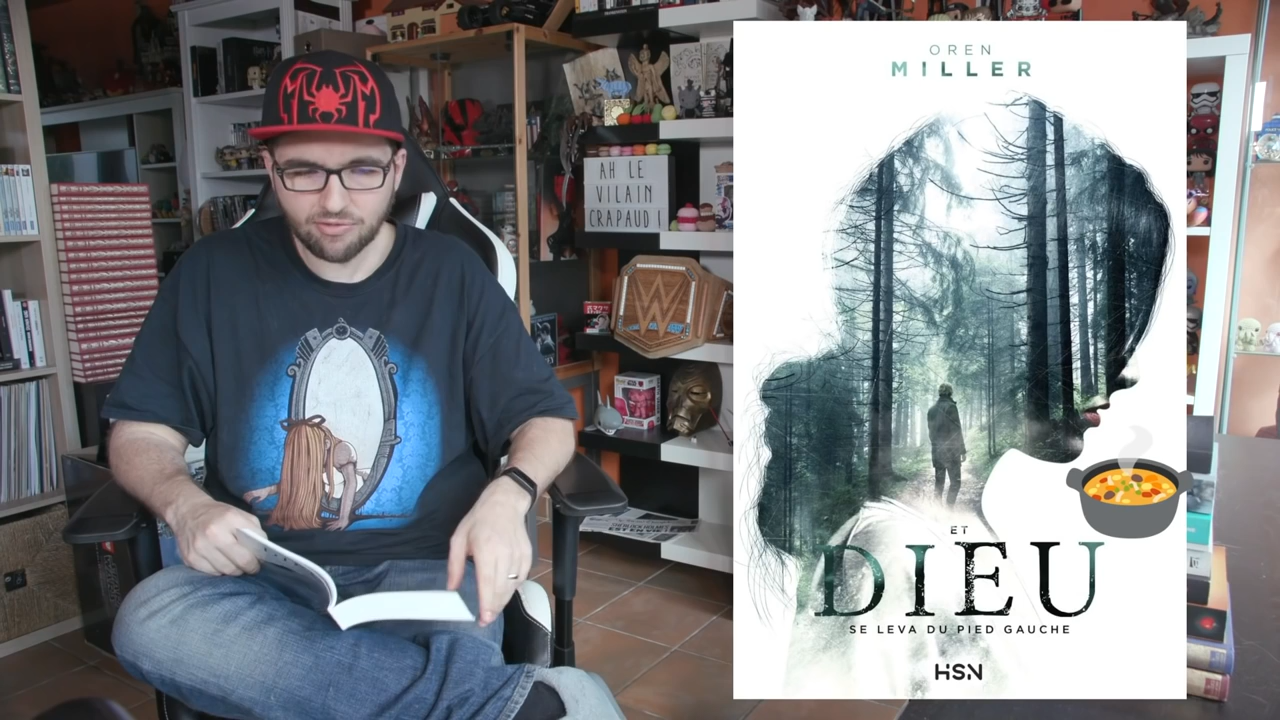 AH LE
VILAIN
CRAPAUD !
OREN
MILLER
ET
DIEU
SE LEVA DU PIED GAUCHE
HSN